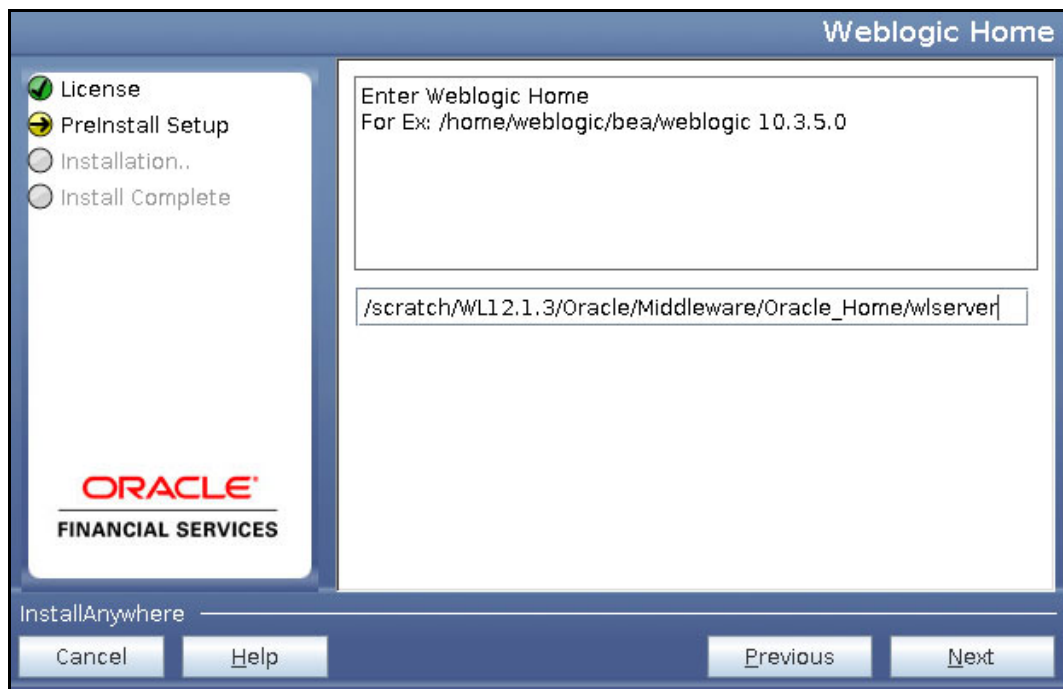 Weblogic Home
License
PreInstall Setup
Installation..
Install Complete
Enter Weblogic Home
For Ex: /home/weblogic/bea/weblogic 10.3.5.0
/scratch/WL12.1.3/Oracle/Middleware/Oracle_Home/wlserver
ORACLE®
FINANCIAL SERVICES
InstallAnywhere
Cancel
Help
Previous
Next